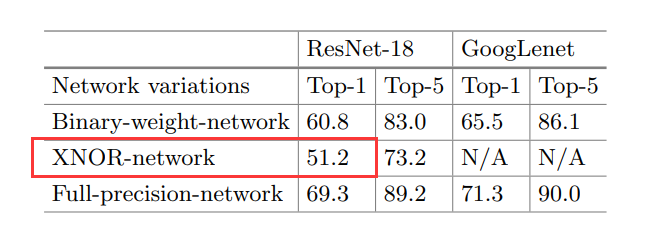 ResNet-18 GoogLenet
Network variations Top-1 Top-5 Top-1 Top-5
Binary-weight-network 60.8 83.0 65.5 86.1
XNOR-network 51.2 73.2 N/A N/A
Full-precision-network 69.3 89.2 71.3 90.0